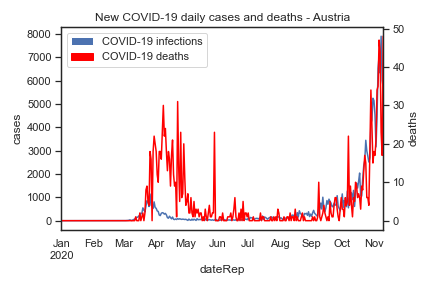 New COVID-19 daily cases and deaths - Austria
COVID-19 infections
COVID-19 deaths
8000
7000
6000
5000
4000
3000
2000
1000
0
cases
50
40
30
20
10
0
deaths
Jan Feb Mar Apr May Jun Jul Aug Sep Oct Nov
2020
dateRep